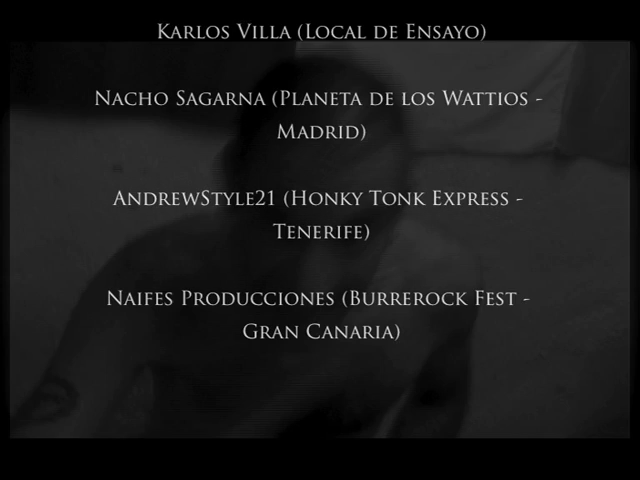 Karlos Villa (Local de Ensayo)
Nacho Sagarna (Planeta de los Wattios -
Madrid)
AndrewStyle21 (Honky Tonk Express -
Tenerife)
Naifes Producciones (Burrerock Fest -
Gran Canaria)